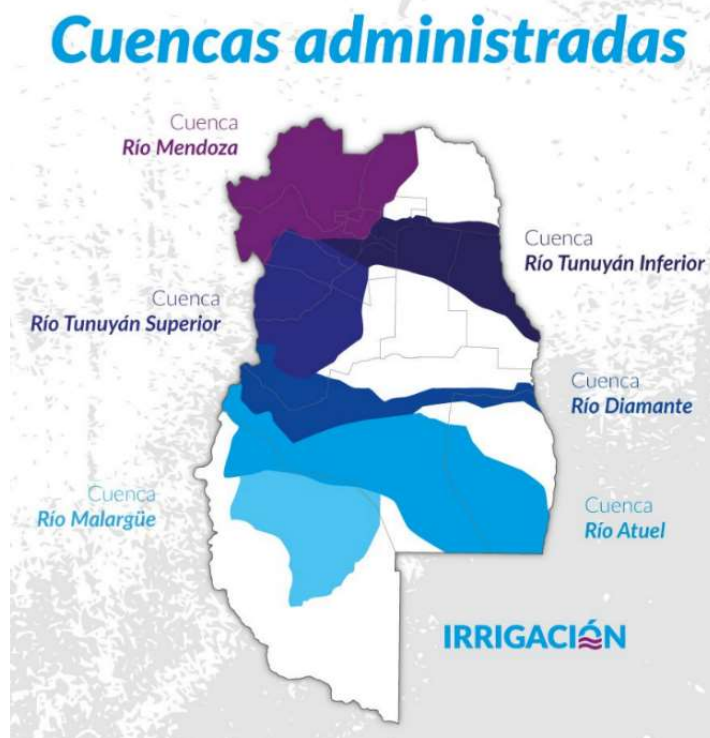 Cuencas administradas
Cuenca
Río Mendoza
Cuenca
Río Tunuyán Inferior
Cuenca
Río Tunuyán Superior
Cuenca
Río Diamante
Cuenca
Río Malargüe
Cuenca
Río Atuel
IRRIGACIÓN